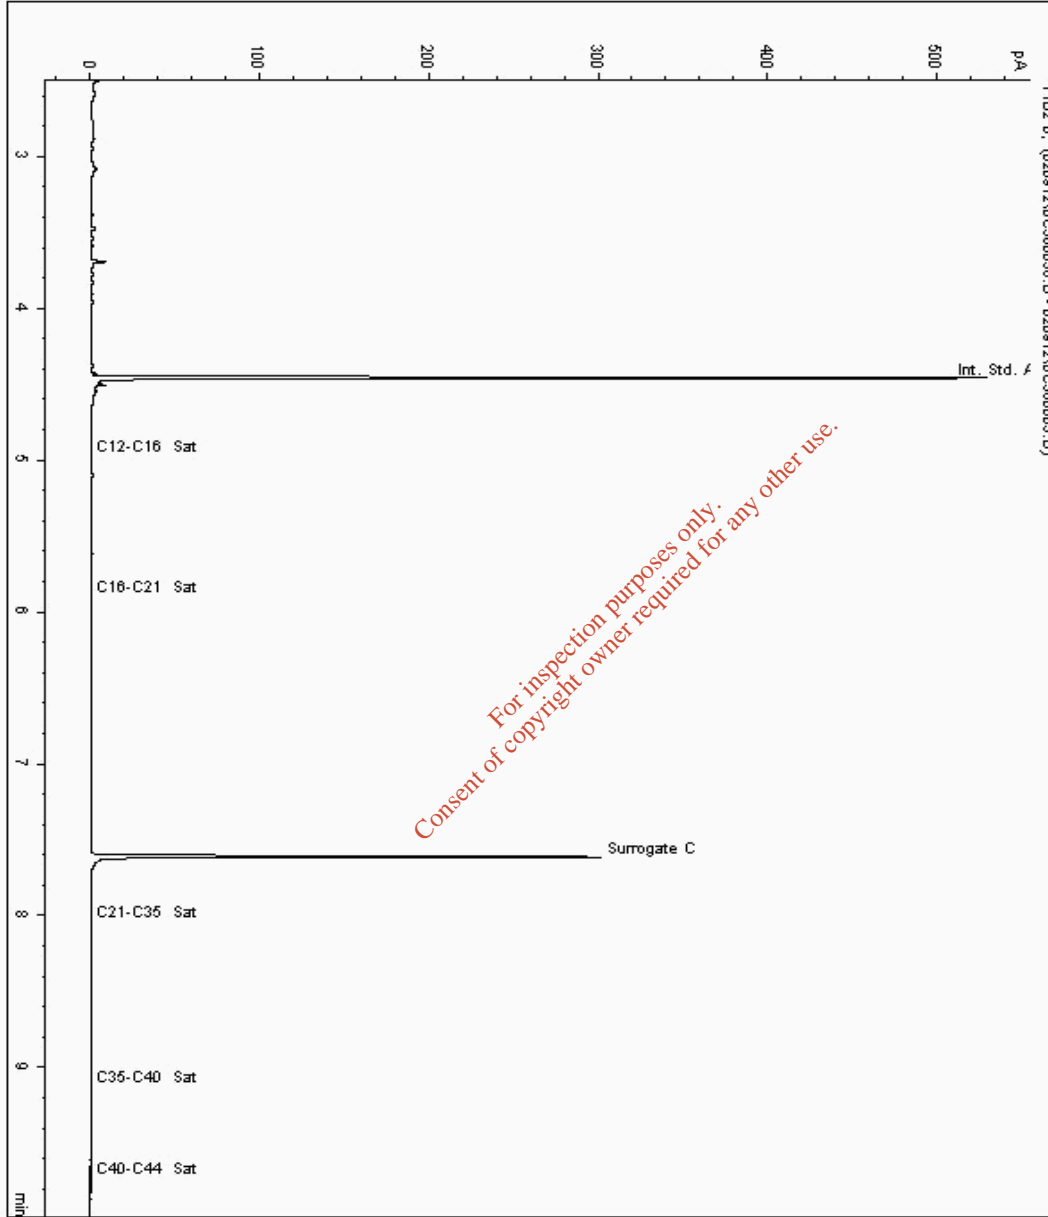 pA
500
400
300
200
100
0
3
4
5
6
7
8
9
min
Int. Std.
C12-C16 Sat
C16-C21 Sat
Surrogate C
C21-C35 Sat
C35-C40 Sat
C40-C44 Sat
For inspection purposes only.
Consent of copyright owner required for any other use.